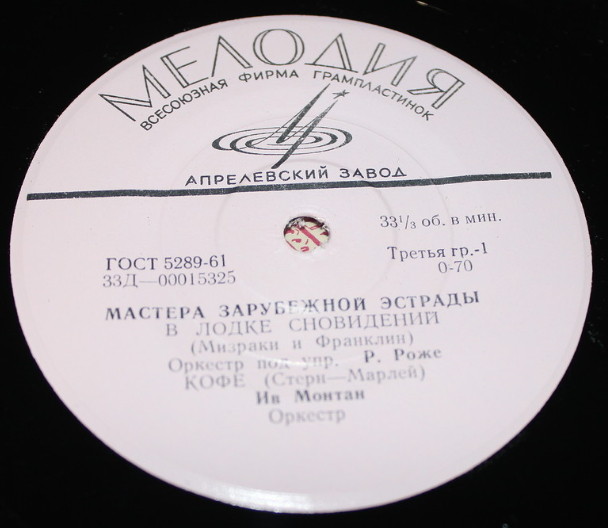 МЕЛОДИЯ
ВСЕСОЮЗНАЯ ФИРМА ГРАМПЛАСТИНОК
АПРЕЛЕВСКИЙ ЗАВОД
33⅓ об. в мин.
ГОСТ 5289-61
Третья гр.-1
33Д—00015325
0-70
МАСТЕРА ЗАРУБЕЖНОЙ ЭСТРАДЫ
В ЛОДКЕ СНОВИДЕНИЙ
(Мизраки и Франклин)
Оркестр под упр. Р. Роже
КОФЕ (Стерн—Марлей)
Ив Монтан
Оркестр